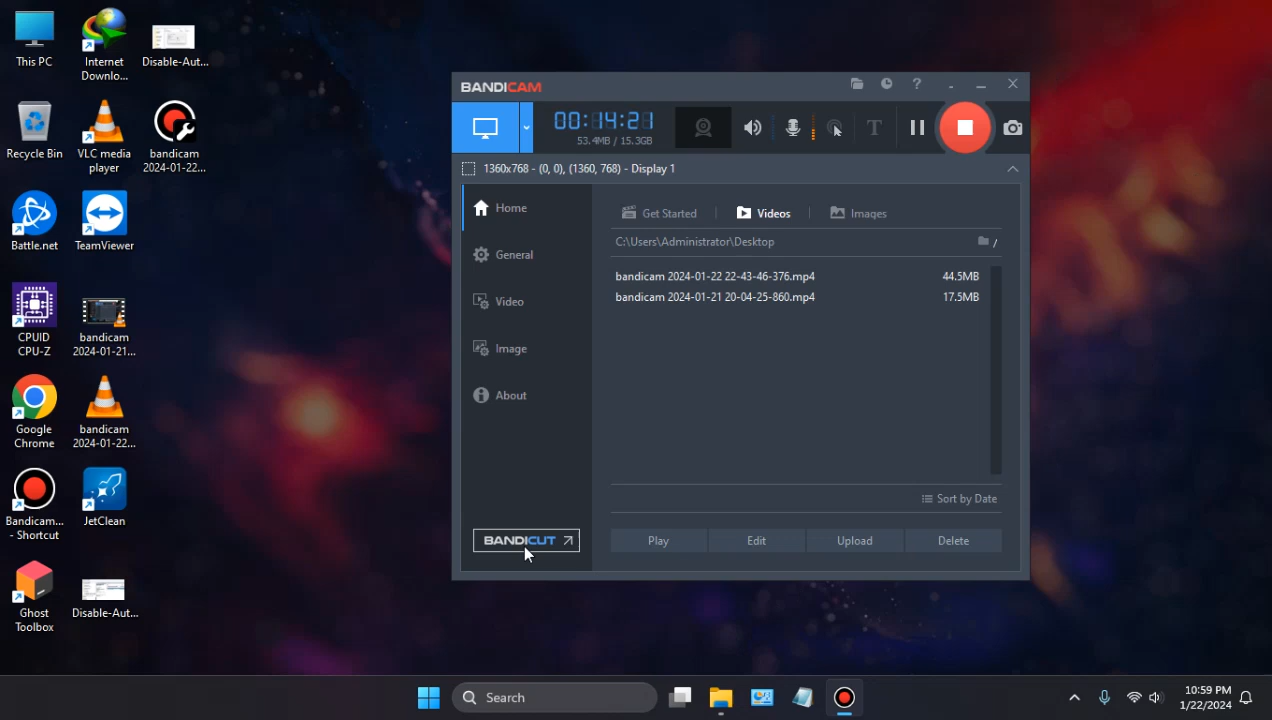 This PC
Internet
Downlo...
Disable-Aut...
Recycle Bin
VLC media
player
bandicam
2024-01-22...
Battle.net
TeamViewer
CPUID
CPU-Z
bandicam
2024-01-21...
Google
Chrome
bandicam
2024-01-22...
Bandicam...
- Shortcut
JetClean
Ghost
Toolbox
Disable-Aut...
BANDICAM
?
00:14:21
53.4MB / 15.3GB
T
1360x768 - (0, 0), (1360, 768) - Display 1
Home
General
Video
Image
About
BANDICUT
Get Started
Videos
Images
C:\Users\Administrator\Desktop
/
bandicam 2024-01-22 22-43-46-376.mp4 44.5MB
bandicam 2024-01-21 20-04-25-860.mp4 17.5MB
Sort by Date
Play
Edit
Upload
Delete
Search
10:59 PM
1/22/2024